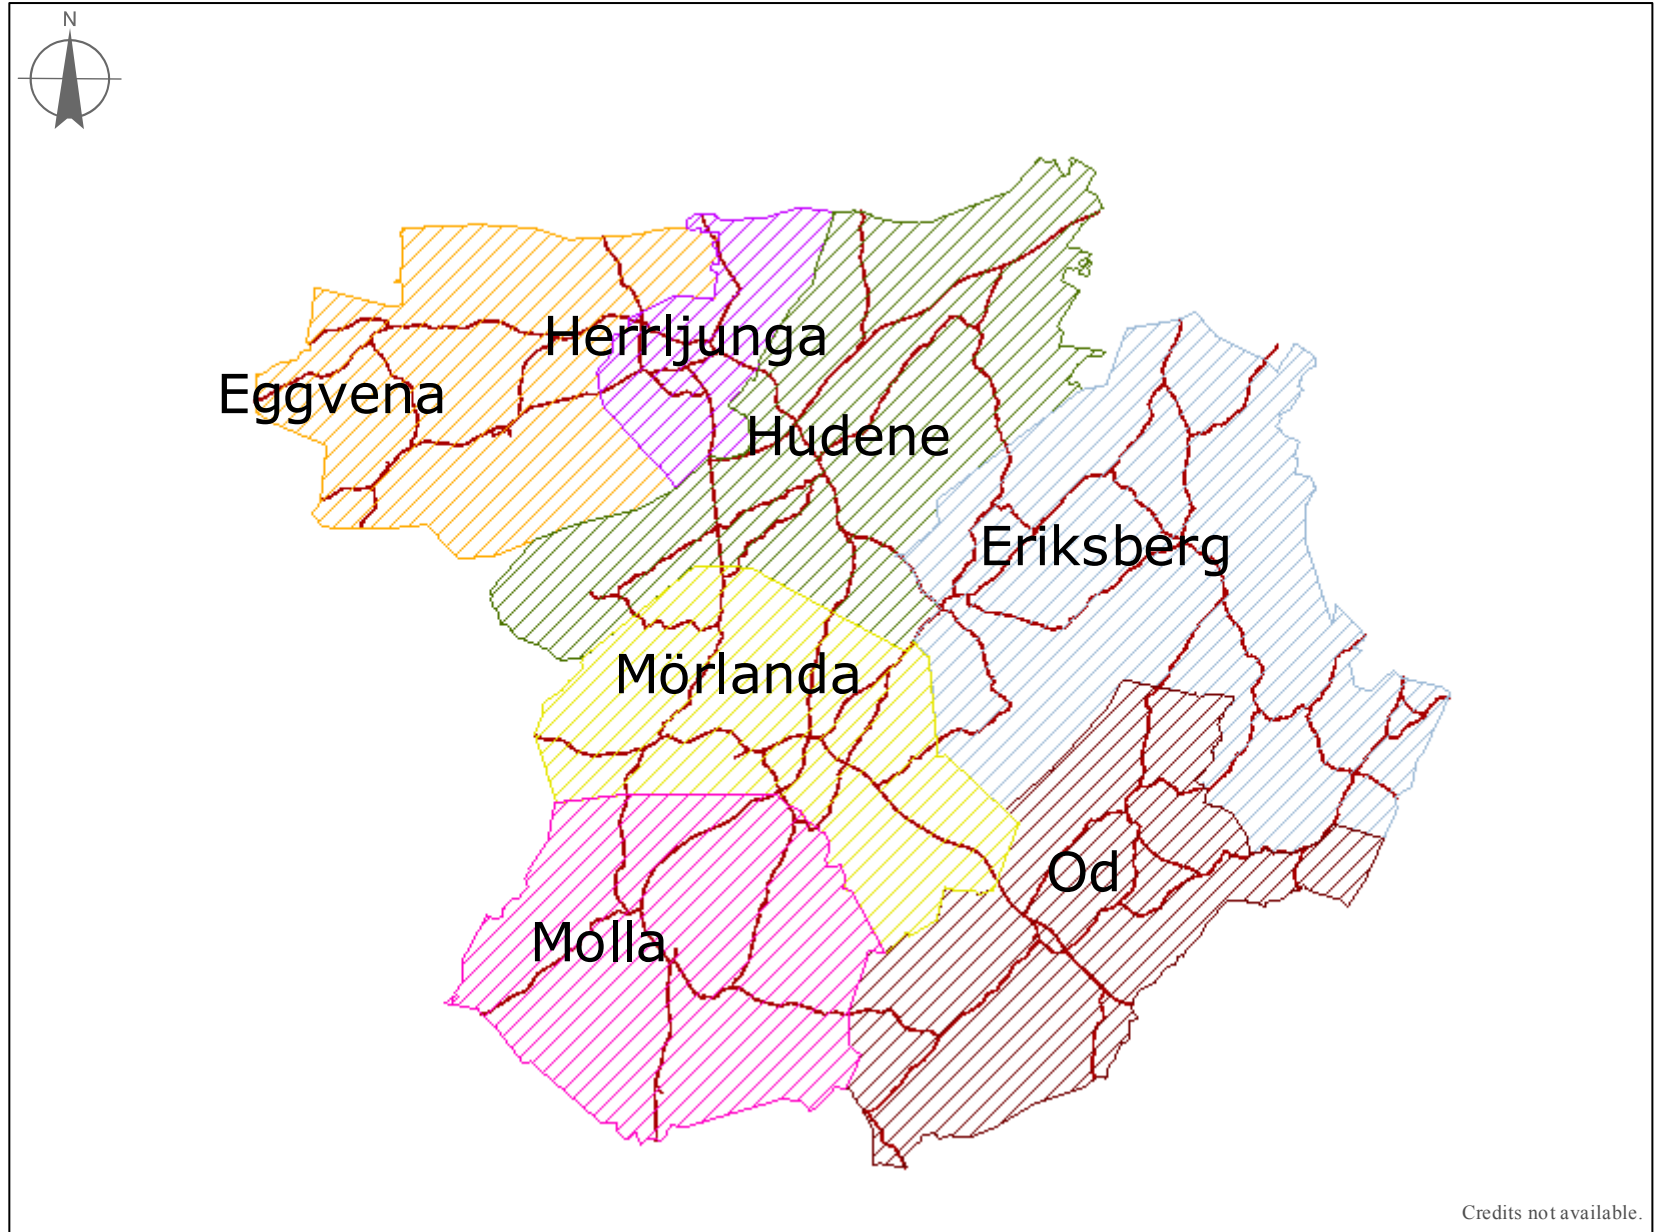 N
Herrljunga
Eggvena
Hudene
Eriksberg
Mörlanda
Od
Molla
Credits not available.